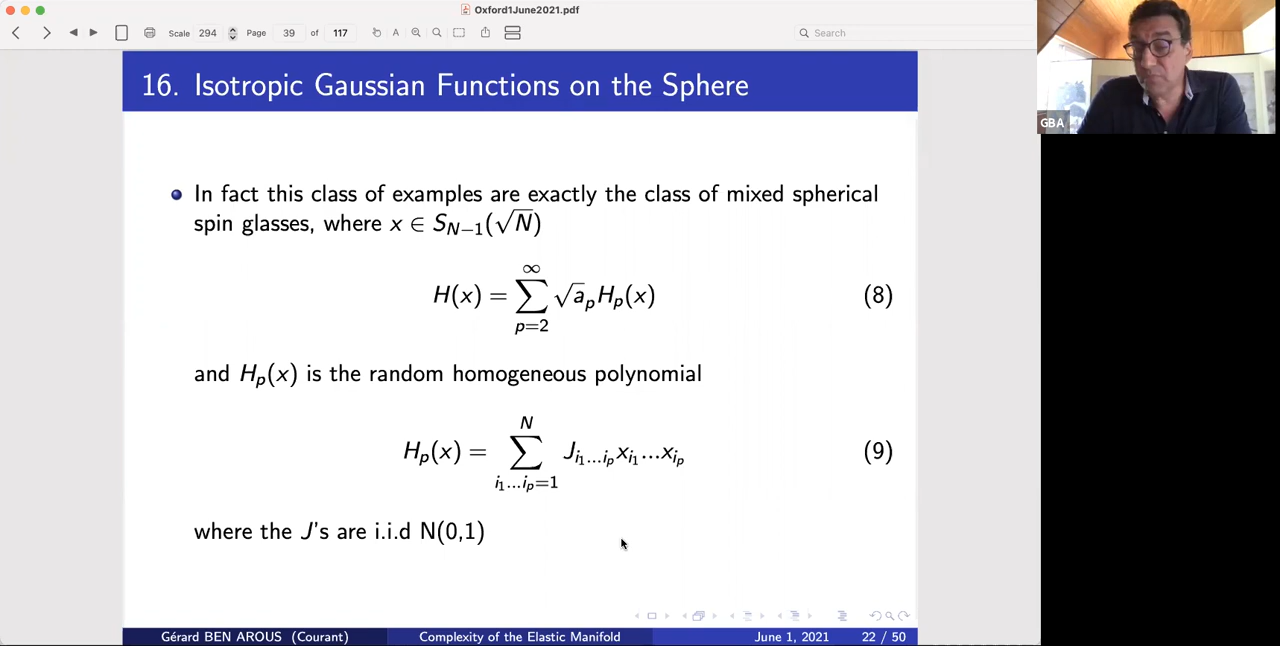 Oxford1June2021.pdf
Scale 294 Page 39 of 117 A Search
GBA
16. Isotropic Gaussian Functions on the Sphere
In fact this class of examples are exactly the class of mixed spherical
spin glasses, where x ∈ S_{N−1}(√N)
H(x) = ∑_{p=2}^{∞} √a_p H_p(x) (8)
and H_p(x) is the random homogeneous polynomial
H_p(x) = ∑_{i_1...i_p=1}^{N} J_{i_1...i_p} x_{i_1}...x_{i_p} (9)
where the J's are i.i.d N(0,1)
Gérard BEN AROUS (Courant) Complexity of the Elastic Manifold June 1, 2021 22 / 50